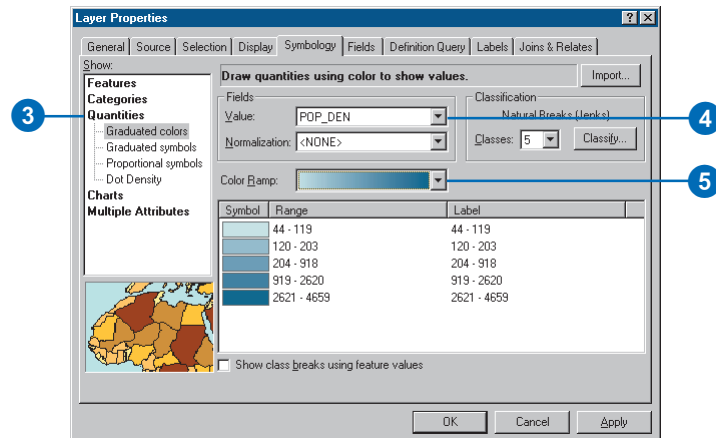 Layer Properties
General Source Selection Display Symbology Fields Definition Query Labels Joins & Relates
Show:
Features
Categories
Quantities
Graduated colors
Graduated symbols
Proportional symbols
Dot Density
Charts
Multiple Attributes
Draw quantities using color to show values.
Import...
Fields
Value: POP_DEN
Normalization: <NONE>
Classification
Natural Breaks (Jenks)
Classes: 5 Classify...
Color Ramp:
Symbol Range Label
44 - 119 44 - 119
120 - 203 120 - 203
204 - 918 204 - 918
919 - 2620 919 - 2620
2621 - 4659 2621 - 4659
Show class breaks using feature values
OK Cancel Apply
3
4
5